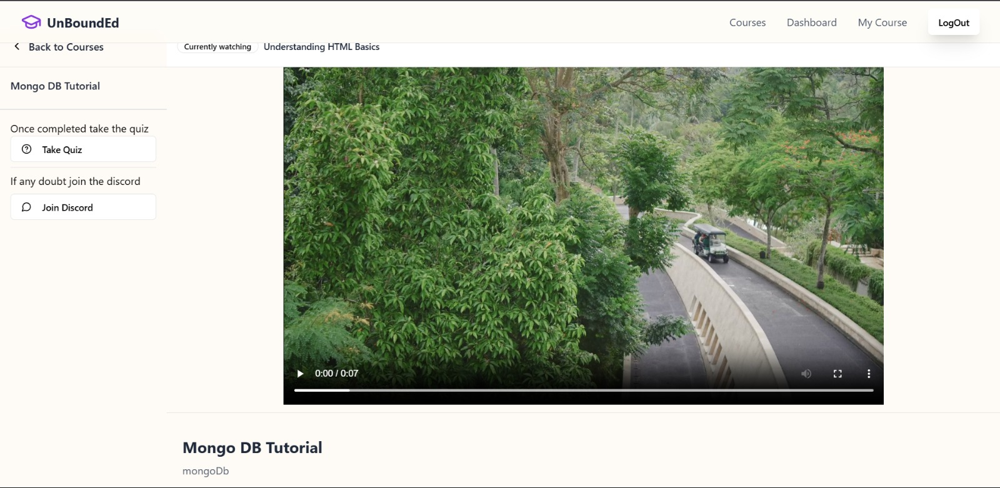 UnBoundEd
Courses
Dashboard
My Course
LogOut
Back to Courses
Currently watching
Understanding HTML Basics
Mongo DB Tutorial
Once completed take the quiz
Take Quiz
If any doubt join the discord
Join Discord
0:00 / 0:07
Mongo DB Tutorial
mongoDb